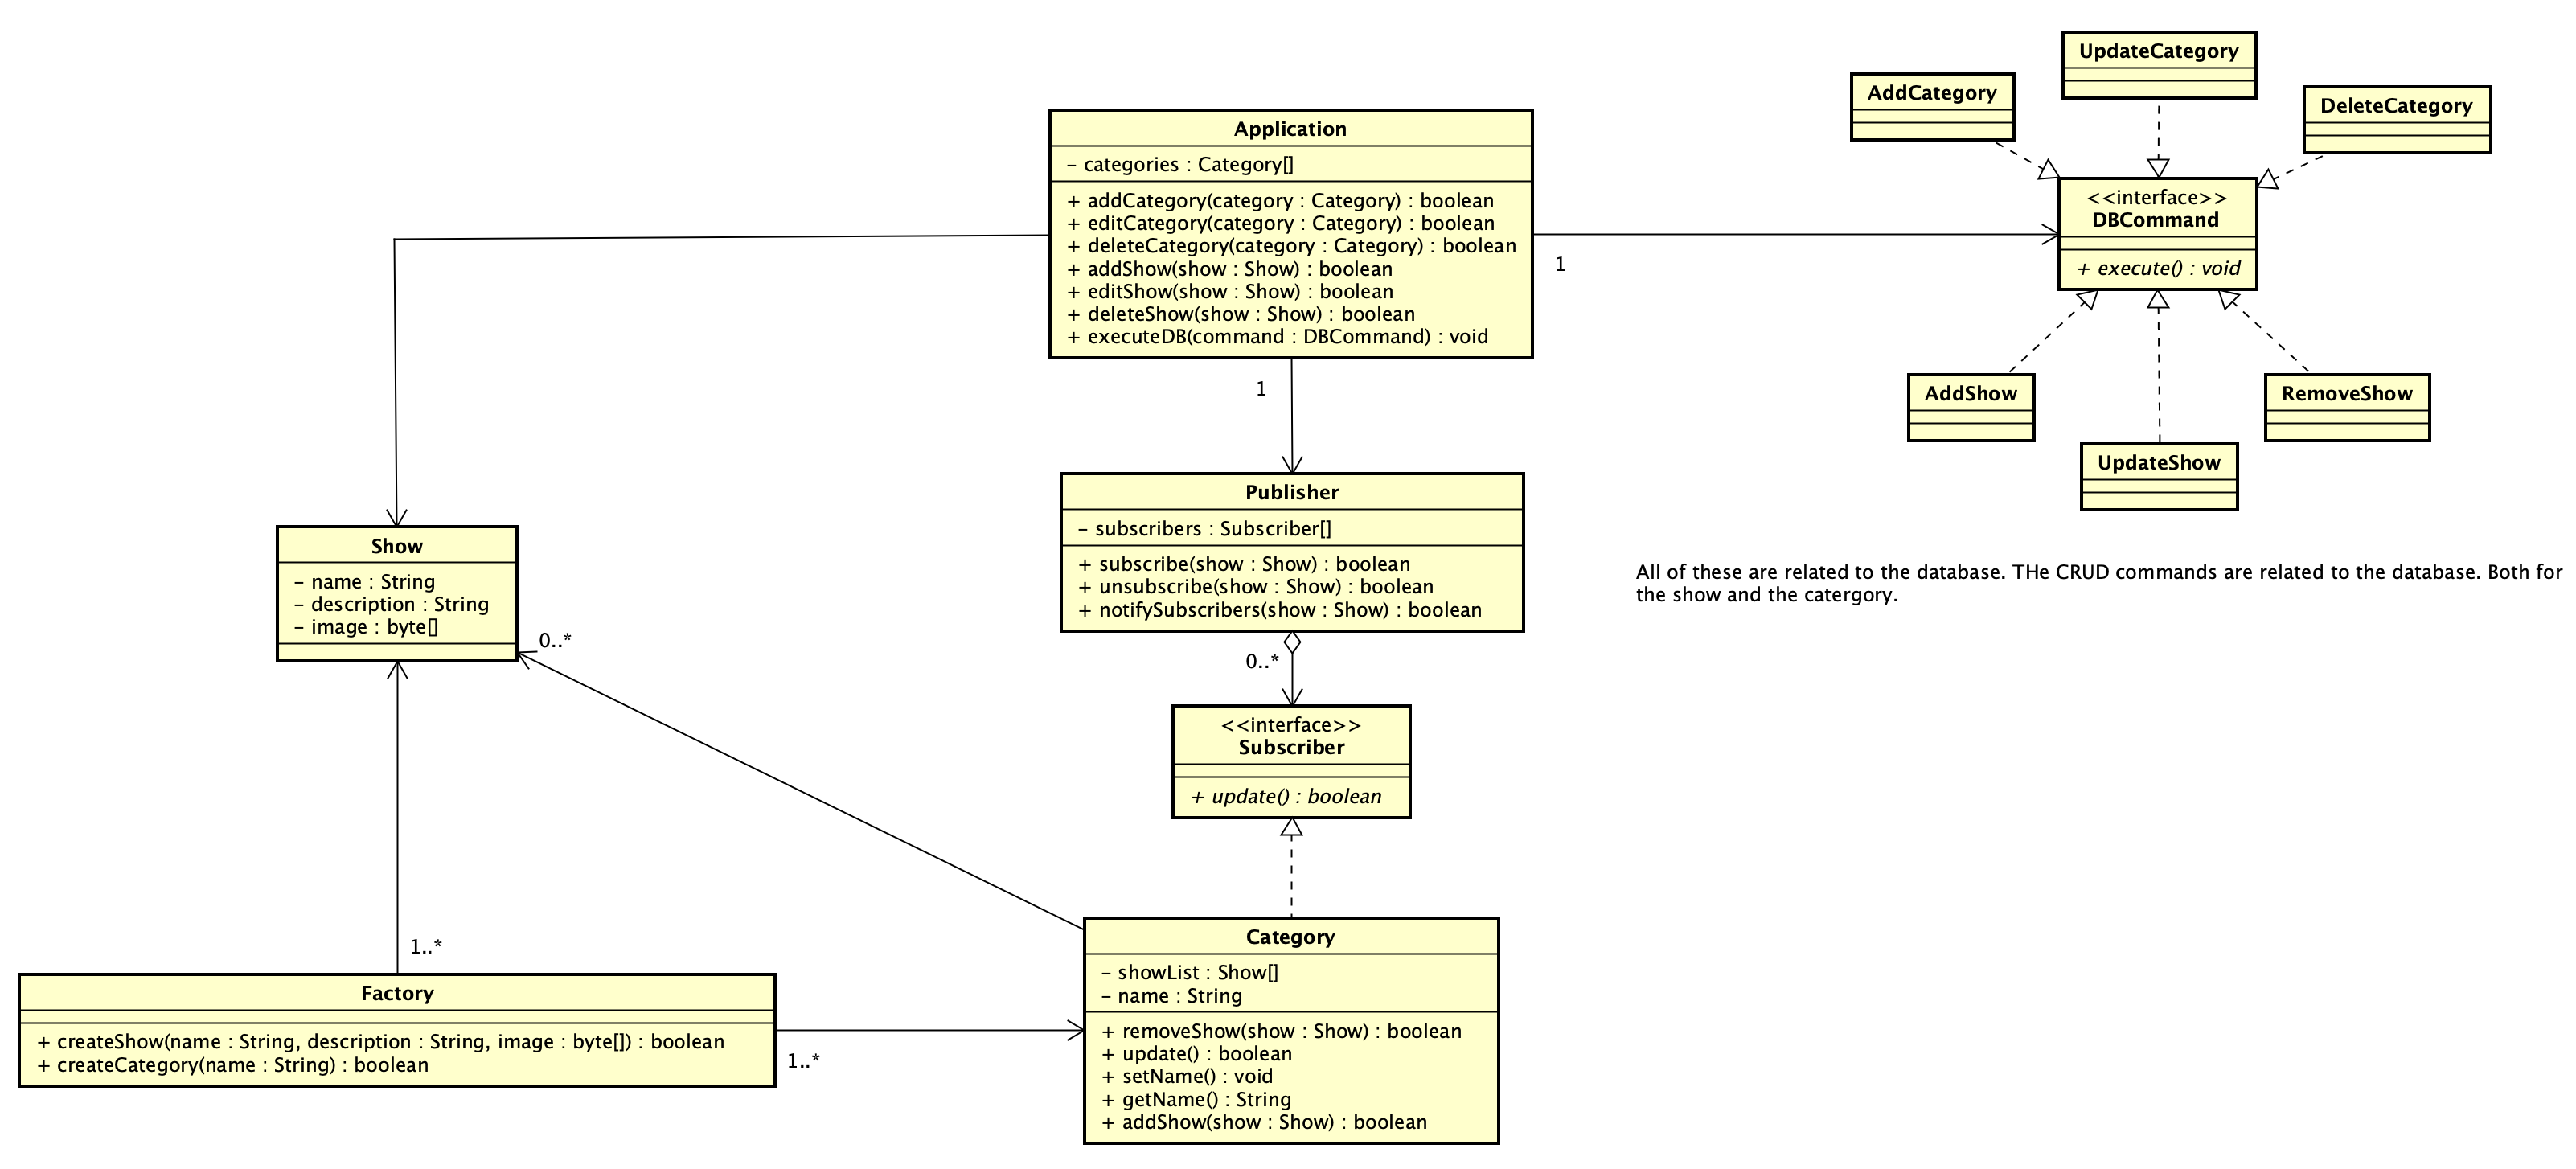 UpdateCategory
AddCategory
DeleteCategory
Application
- categories : Category[]
+ addCategory(category : Category) : boolean
+ editCategory(category : Category) : boolean
+ deleteCategory(category : Category) : boolean
+ addShow(show : Show) : boolean
+ editShow(show : Show) : boolean
+ deleteShow(show : Show) : boolean
+ executeDB(command : DBCommand) : void
1
1
<<interface>>
DBCommand
+ execute() : void
AddShow
RemoveShow
UpdateShow
Publisher
- subscribers : Subscriber[]
+ subscribe(show : Show) : boolean
+ unsubscribe(show : Show) : boolean
+ notifySubscribers(show : Show) : boolean
0..*
All of these are related to the database. THe CRUD commands are related to the database. Both for
the show and the catergory.
Show
- name : String
- description : String
- image : byte[]
0..*
<<interface>>
Subscriber
+ update() : boolean
1..*
Factory
+ createShow(name : String, description : String, image : byte[]) : boolean
+ createCategory(name : String) : boolean
1..*
Category
- showList : Show[]
- name : String
+ removeShow(show : Show) : boolean
+ update() : boolean
+ setName() : void
+ getName() : String
+ addShow(show : Show) : boolean